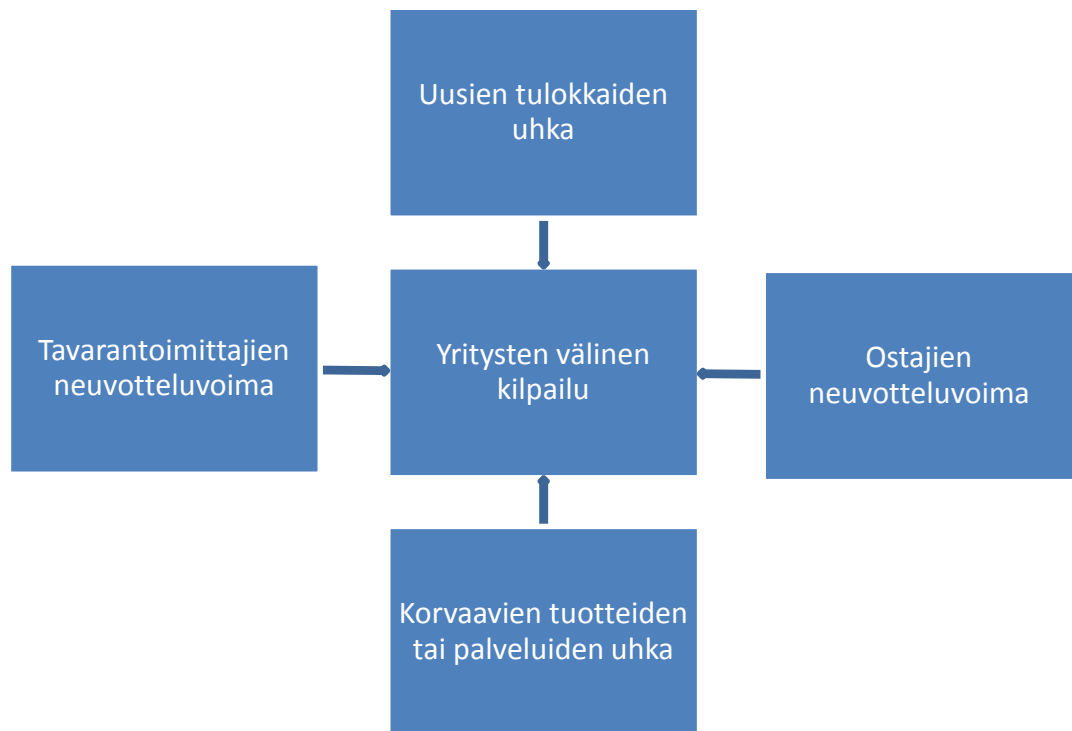 Uusien tulokkaiden
uhka
Tavarantoimittajien
neuvotteluvoima
Yritysten välinen
kilpailu
Ostajien
neuvotteluvoima
Korvaavien tuotteiden
tai palveluiden uhka